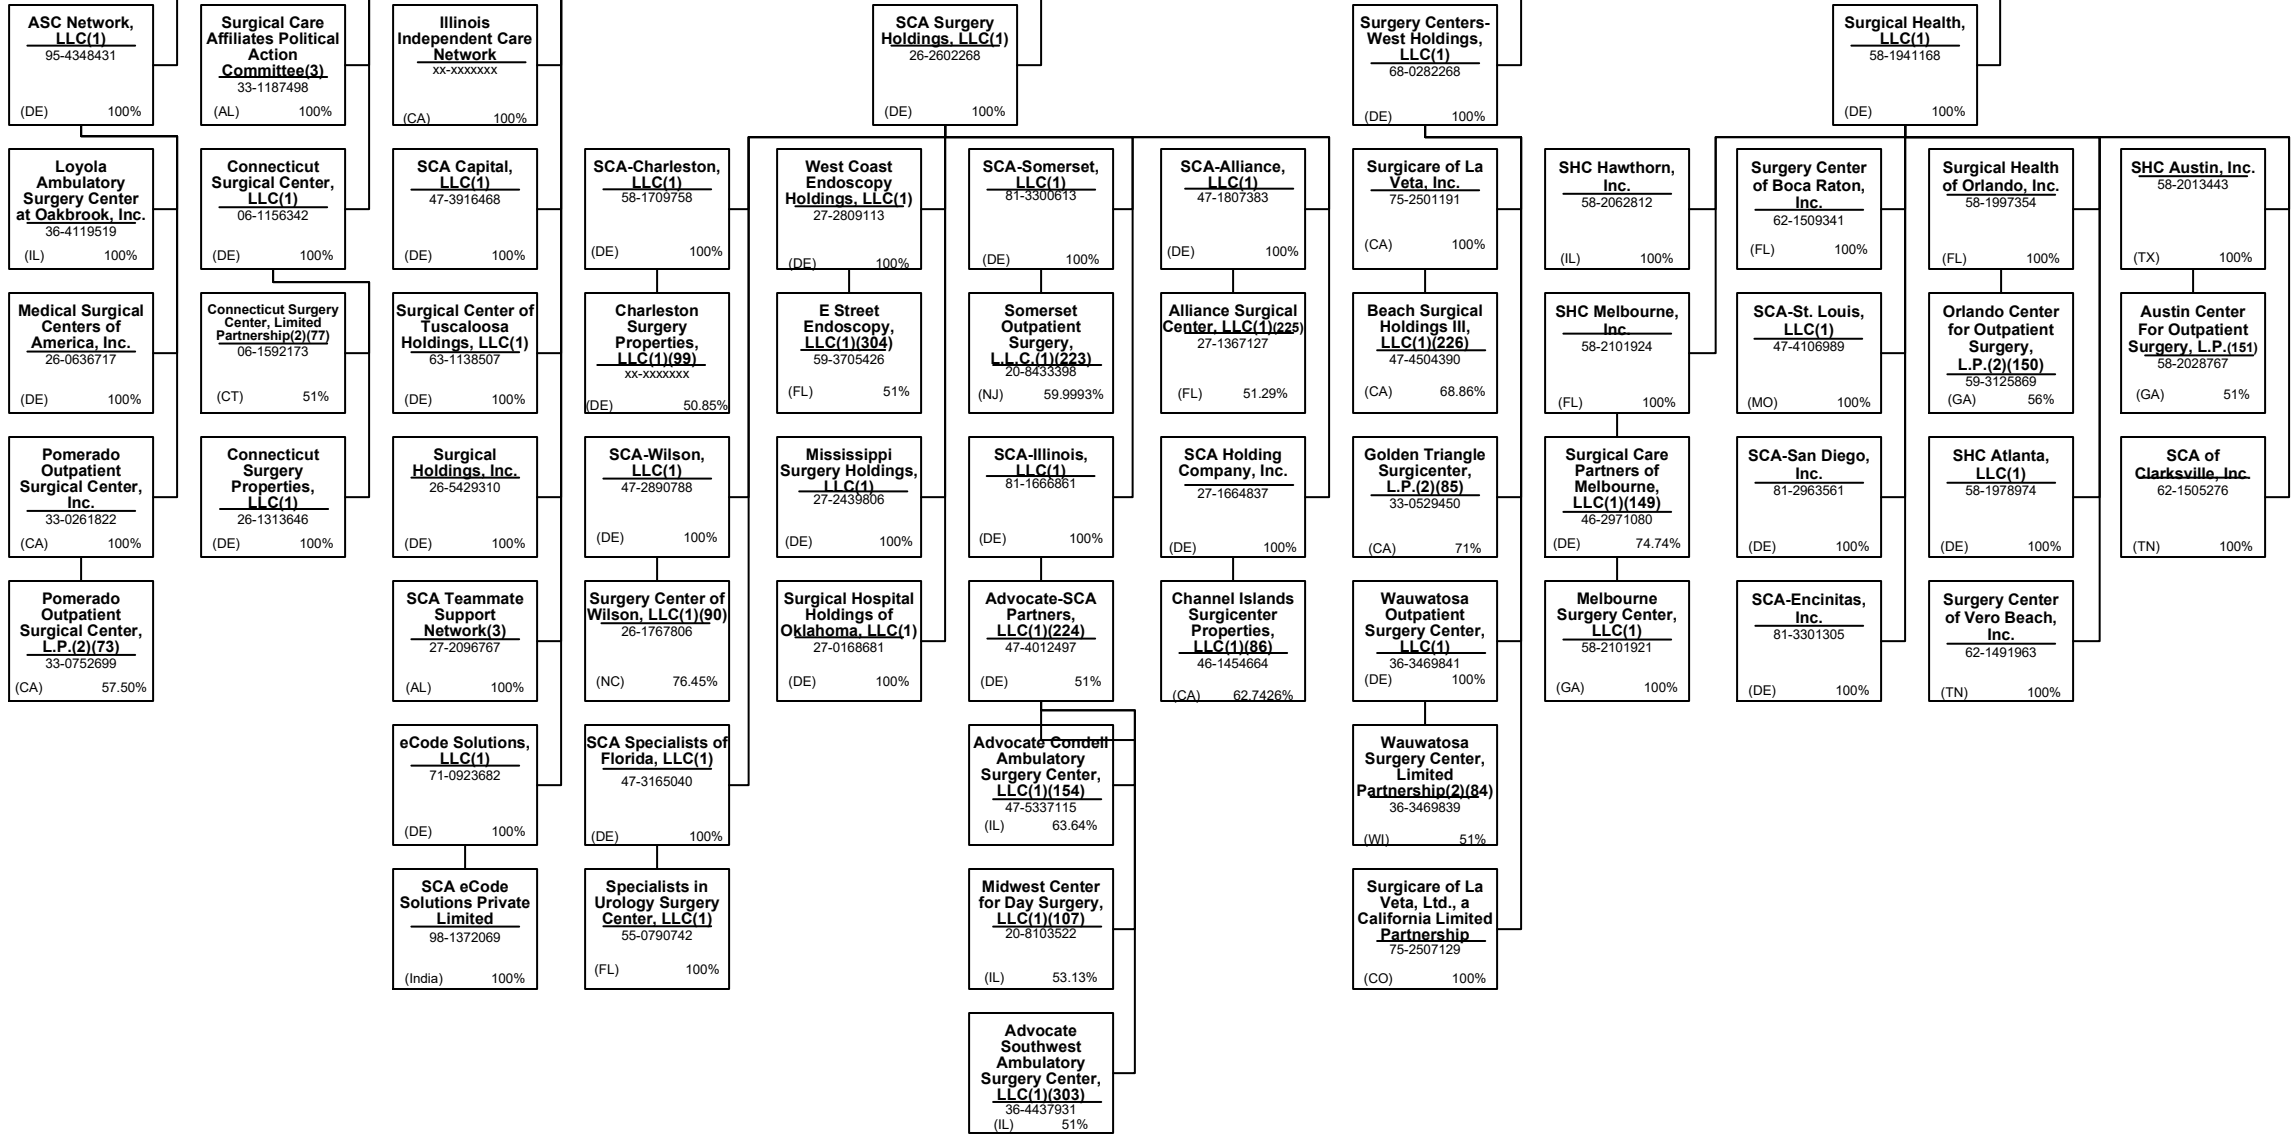 ASC Network,
LLC(1)
95-4348431
(DE) 100%
Surgical Care
Affiliates Political
Action
Committee(3)
33-1187498
(AL) 100%
Illinois
Independent Care
Network
xx-xxxxxxx
(CA) 100%
SCA Surgery
Holdings, LLC(1)
26-2602268
(DE) 100%
Surgery Centers-
West Holdings,
LLC(1)
68-0282268
(DE) 100%
Surgical Health,
LLC(1)
58-1941168
(DE) 100%
Loyola
Ambulatory
Surgery Center
at Oakbrook, Inc.
36-4119519
(IL) 100%
Connecticut
Surgical Center,
LLC(1)
06-1156342
(DE) 100%
SCA Capital,
LLC(1)
47-3916468
(DE) 100%
SCA-Charleston,
LLC(1)
58-1709758
(DE) 100%
West Coast
Endoscopy
Holdings, LLC(1)
27-2809113
(DE) 100%
SCA-Somerset,
LLC(1)
81-3300613
(DE) 100%
SCA-Alliance,
LLC(1)
47-1807383
(DE) 100%
Surgicare of La
Veta, Inc.
75-2501191
(CA) 100%
SHC Hawthorn,
Inc.
58-2062812
(IL) 100%
Surgery Center
of Boca Raton,
Inc.
62-1509341
(FL) 100%
Surgical Health
of Orlando, Inc.
58-1997354
(FL) 100%
SHC Austin, Inc.
58-2013443
(TX) 100%
Medical Surgical
Centers of
America, Inc.
26-0636717
(DE) 100%
Connecticut Surgery
Center, Limited
Partnership(2)(77)
06-1592173
(CT) 51%
Surgical Center of
Tuscaloosa
Holdings, LLC(1)
63-1138507
(DE) 100%
Charleston
Surgery
Properties,
LLC(1)(99)
xx-xxxxxxx
(DE) 50.85%
E Street
Endoscopy,
LLC(1)(304)
59-3705426
(FL) 51%
Somerset
Outpatient
Surgery,
L.L.C.(1)(223)
20-8433398
(NJ) 59.9993%
Alliance Surgical
Center, LLC(1)(225)
27-1367127
(FL) 51.29%
Beach Surgical
Holdings III,
LLC(1)(226)
47-4504390
(CA) 68.86%
SHC Melbourne,
Inc.
58-2101924
(FL) 100%
SCA-St. Louis,
LLC(1)
47-4106989
(MO) 100%
Orlando Center
for Outpatient
Surgery,
L.P.(2)(150)
59-3125869
(GA) 56%
Austin Center
For Outpatient
Surgery, L.P.(151)
58-2028767
(GA) 51%
Pomerado
Outpatient
Surgical Center,
Inc.
33-0261822
(CA) 100%
Connecticut
Surgery
Properties,
LLC(1)
26-1313646
(DE) 100%
Surgical
Holdings, Inc.
26-5429310
(DE) 100%
SCA-Wilson,
LLC(1)
47-2890788
(DE) 100%
Mississippi
Surgery Holdings,
LLC(1)
27-2439806
(DE) 100%
SCA-Illinois,
LLC(1)
81-1666861
(DE) 100%
SCA Holding
Company, Inc.
27-1664837
(DE) 100%
Golden Triangle
Surgicenter,
L.P.(2)(85)
33-0529450
(CA) 71%
Surgical Care
Partners of
Melbourne,
LLC(1)(149)
46-2971080
(DE) 74.74%
SCA-San Diego,
Inc.
81-2963561
(DE) 100%
SHC Atlanta,
LLC(1)
58-1978974
(DE) 100%
SCA of
Clarksville, Inc.
62-1505276
(TN) 100%
Pomerado
Outpatient
Surgical Center,
L.P.(2)(73)
33-0752699
(CA) 57.50%
SCA Teammate
Support
Network(3)
27-2096767
(AL) 100%
Surgery Center of
Wilson, LLC(1)(90)
26-1767806
(NC) 76.45%
Surgical Hospital
Holdings of
Oklahoma, LLC(1)
27-0168681
(DE) 100%
Advocate-SCA
Partners,
LLC(1)(224)
47-4012497
(DE) 51%
Channel Islands
Surgicenter
Properties,
LLC(1)(86)
46-1454664
(CA) 62.7426%
Wauwatosa
Outpatient
Surgery Center,
LLC(1)
36-3469841
(DE) 100%
Melbourne
Surgery Center,
LLC(1)
58-2101921
(GA) 100%
SCA-Encinitas,
Inc.
81-3301305
(DE) 100%
Surgery Center
of Vero Beach,
Inc.
62-1491963
(TN) 100%
eCode Solutions,
LLC(1)
71-0923682
(DE) 100%
SCA Specialists of
Florida, LLC(1)
47-3165040
(DE) 100%
Advocate Condell
Ambulatory
Surgery Center,
LLC(1)(154)
47-5337115
(IL) 63.64%
Wauwatosa
Surgery Center,
Limited
Partnership(2)(84)
36-3469839
(WI) 51%
SCA eCode
Solutions Private
Limited
98-1372069
(India) 100%
Specialists in
Urology Surgery
Center, LLC(1)
55-0790742
(FL) 100%
Midwest Center
for Day Surgery,
LLC(1)(107)
20-8103522
(IL) 53.13%
Surgicare of La
Veta, Ltd., a
California Limited
Partnership
75-2507129
(CO) 100%
Advocate
Southwest
Ambulatory
Surgery Center,
LLC(1)(303)
36-4437931
(IL) 51%